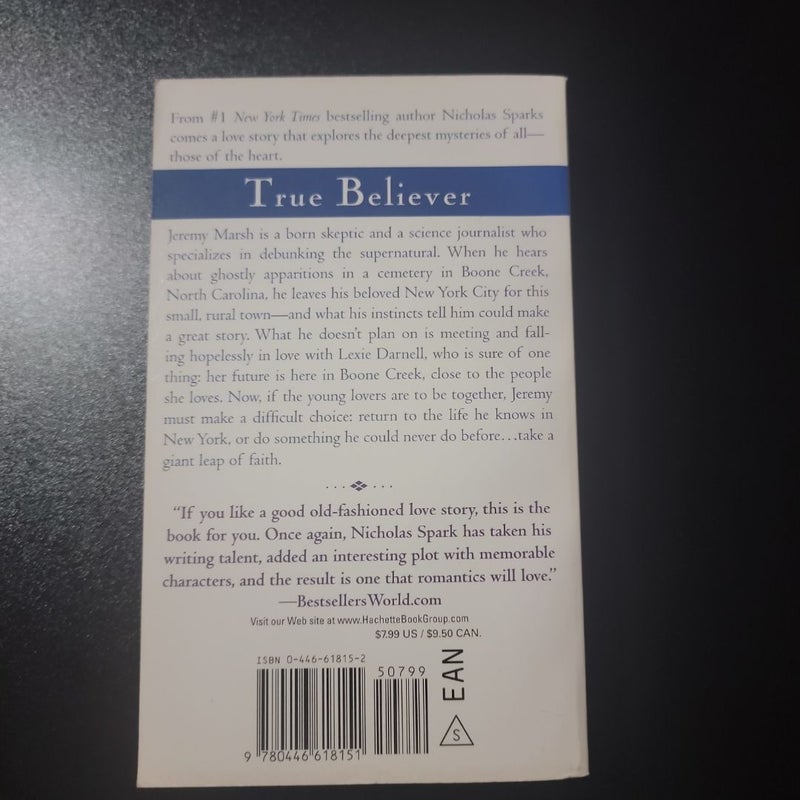 From #1 New York Times bestselling author Nicholas Sparks
comes a love story that explores the deepest mysteries of all—
those of the heart.
True Believer
Jeremy Marsh is a born skeptic and a science journalist who
specializes in debunking the supernatural. When he hears
about ghostly apparitions in a cemetery in Boone Creek,
North Carolina, he leaves his beloved New York City for this
small, rural town—and what his instincts tell him could make
a great story. What he doesn't plan on is meeting and fall-
ing hopelessly in love with Lexie Darnell, who is sure of one
thing: her future is here in Boone Creek, close to the people
she loves. Now, if the young lovers are to be together, Jeremy
must make a difficult choice: return to the life he knows in
New York, or do something he could never do before...take a
giant leap of faith.
"If you like a good old-fashioned love story, this is the
book for you. Once again, Nicholas Spark has taken his
writing talent, added an interesting plot with memorable
characters, and the result is one that romantics will love."
—BestsellersWorld.com
Visit our Web site at www.HachetteBookGroup.com
$7.99 US / $9.50 CAN.
ISBN 0-446-61815-2
50799
9 780446 618151
EAN
S